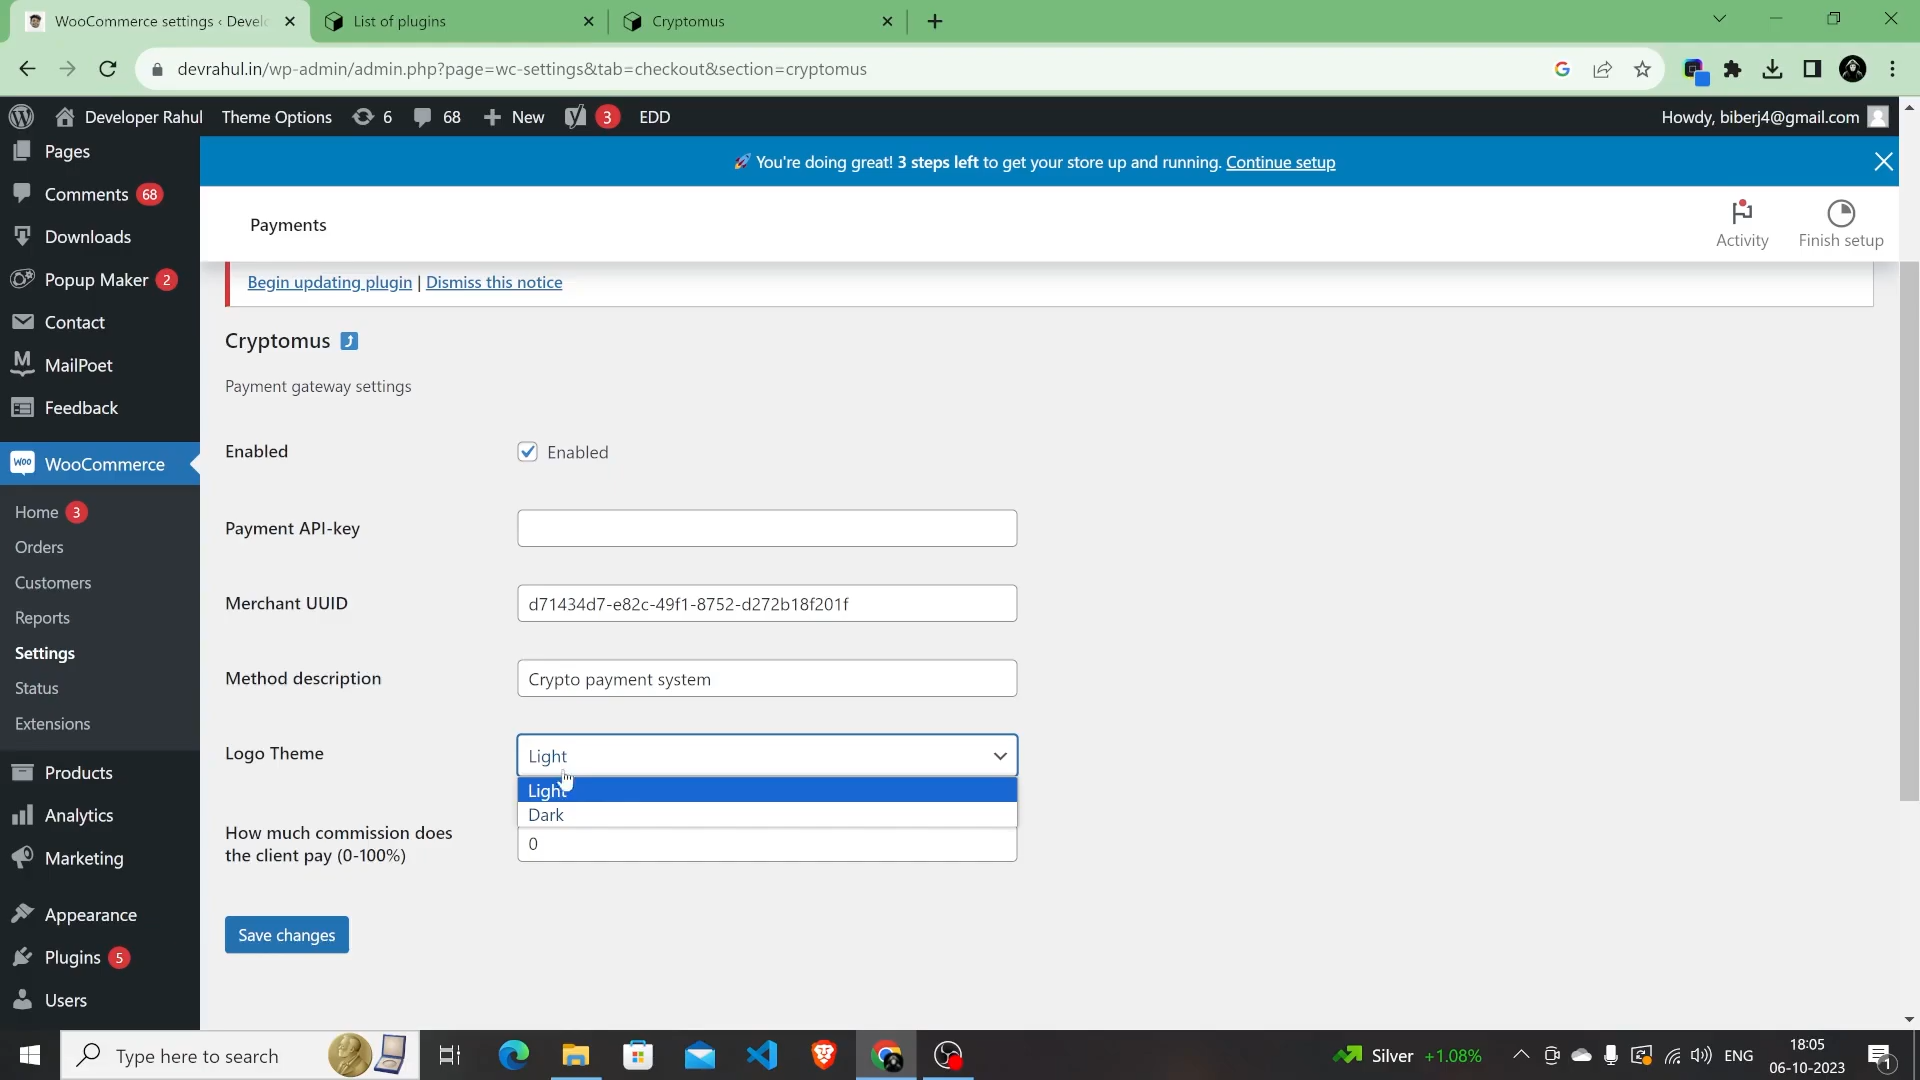 WooCommerce settings ‹ Develo
List of plugins
Cryptomus
devrahul.in/wp-admin/admin.php?page=wc-settings&tab=checkout&section=cryptomus
Developer Rahul
Theme Options
6
68
New
3
EDD
Howdy, biberj4@gmail.com
🚀 You're doing great! 3 steps left to get your store up and running. Continue setup
Pages
Comments 68
Downloads
Popup Maker 2
Contact
MailPoet
Feedback
WooCommerce
Home 3
Orders
Customers
Reports
Settings
Status
Extensions
Products
Analytics
Marketing
Appearance
Plugins 5
Users
Payments
Activity
Finish setup
Begin updating plugin | Dismiss this notice
Cryptomus ⤴
Payment gateway settings
Enabled
Enabled
Payment API-key
Merchant UUID
d71434d7-e82c-49f1-8752-d272b18f201f
Method description
Crypto payment system
Logo Theme
Light
Light
Dark
How much commission does
the client pay (0-100%)
0
Save changes
Type here to search
Silver +1.08%
ENG
18:05
06-10-2023
1